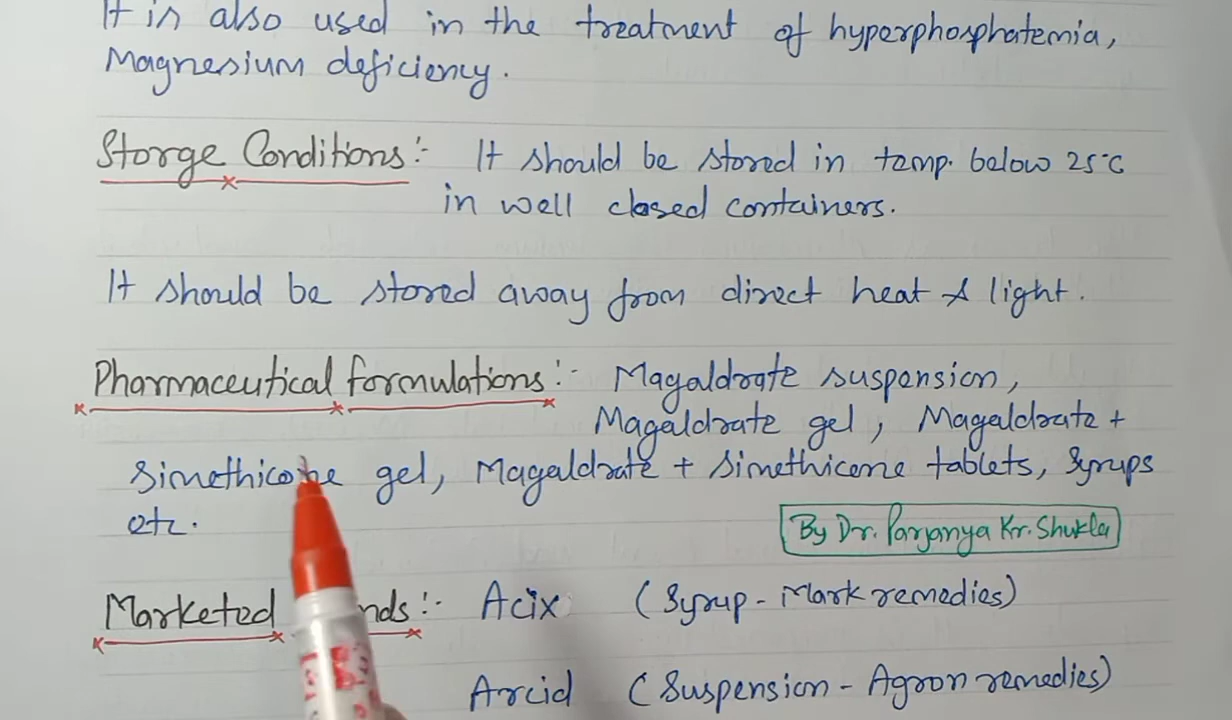 It is also used in the treatment of hyperphosphatemia,
Magnesium deficiency.
Storge Conditions:- It should be stored in temp. below 25°C
in well closed containers.
It should be stored away from direct heat & light.
Pharmaceutical formulations:- Magaldrate suspension,
Magaldrate gel, Magaldrate +
Simethicone gel, Magaldrate + Simethicone tablets, Syrups
etc.
By Dr. Parjanya Kr. Shukla
Marketed nds:- Acix (Syrup - Mark remedies)
Arcid (Suspension - Agron remedies)